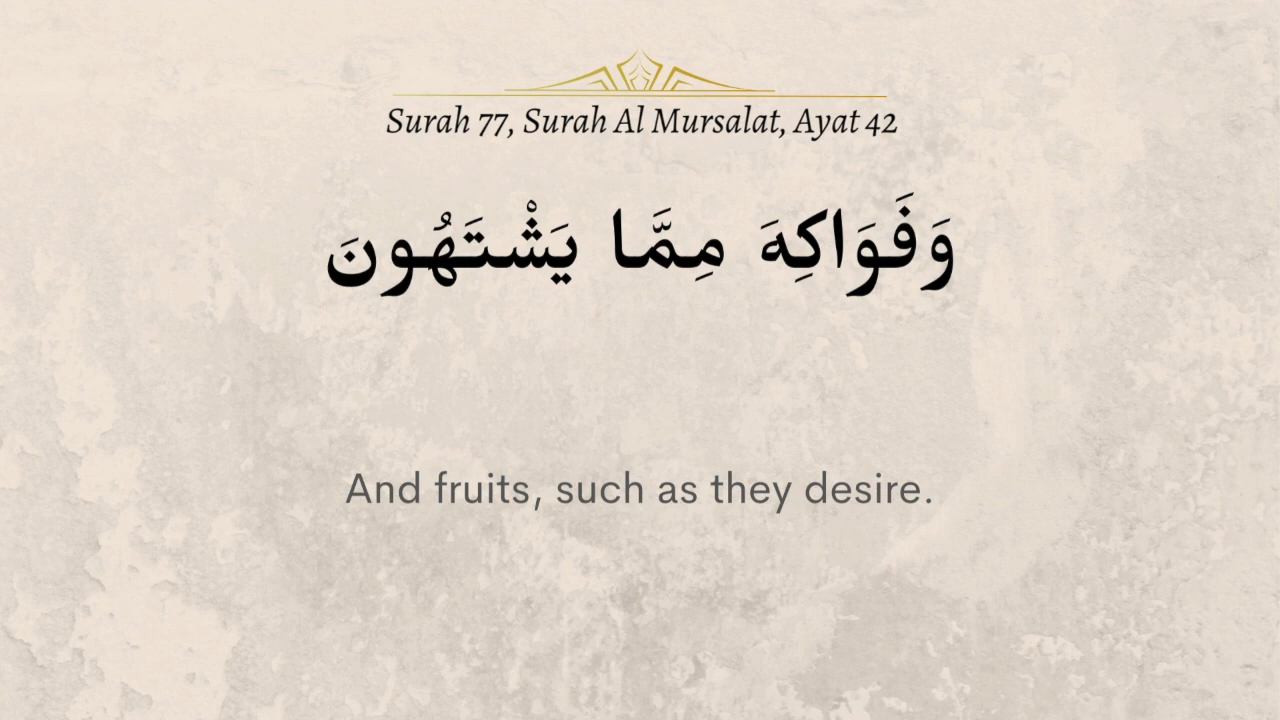 Surah 77, Surah Al Mursalat, Ayat 42
وَفَوَاكِهَ مِمَّا يَشْتَهُونَ
And fruits, such as they desire.